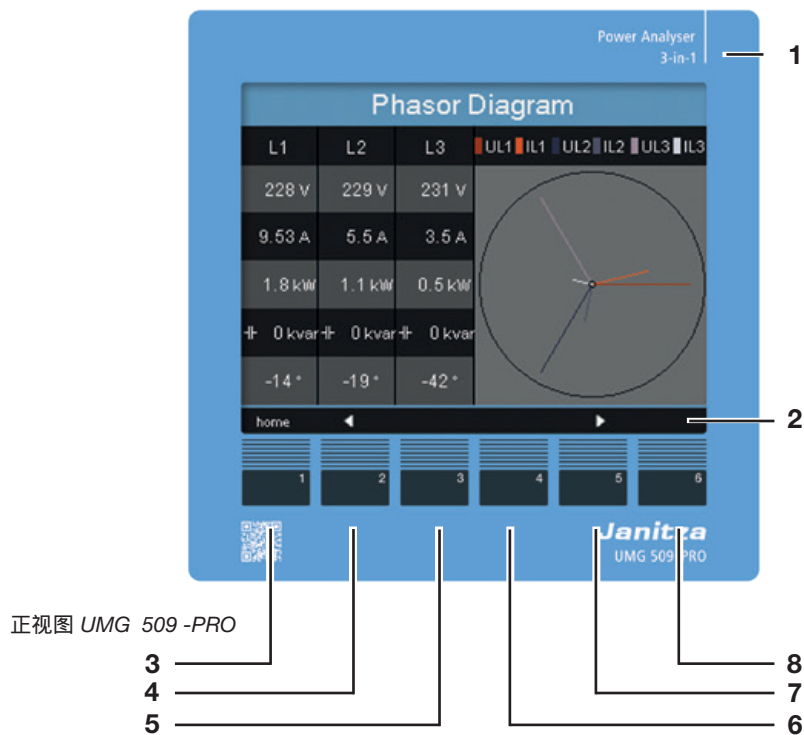 Power Analyser
3-in-1
1
Phasor Diagram
L1 L2 L3 UL1 IL1 UL2 IL2 UL3 IL3
228 V 229 V 231 V
9.53 A 5.5 A 3.5 A
1.8 kW 1.1 kW 0.5 kW
0 kvar 0 kvar 0 kvar
-14 ° -19 ° -42 °
home
2
1 2 3 4 5 6
Janitza
UMG 509-PRO
正视图 UMG 509 -PRO
3 8
4 7
5 6